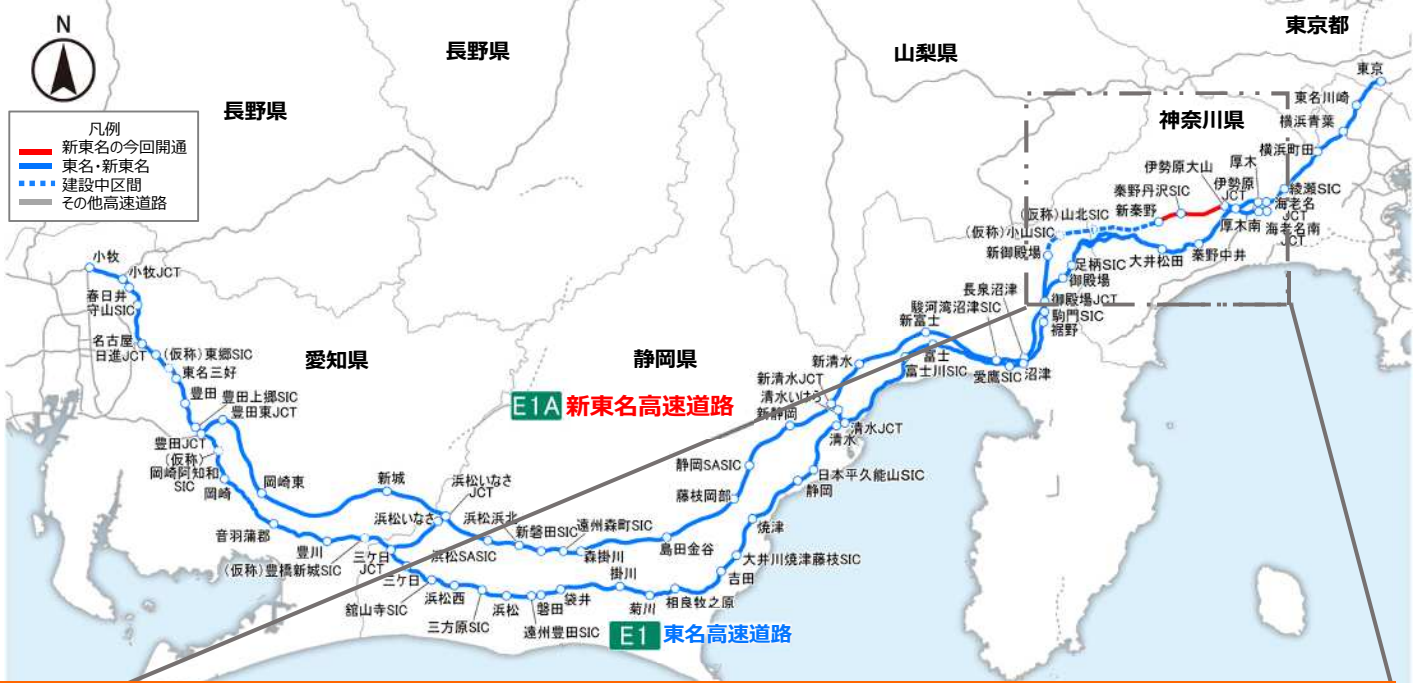 N
長野県
長野県
山梨県
東京都
神奈川県
愛知県
静岡県
凡例
新東名の今回開通
東名・新東名
建設中区間
その他高速道路
東京
東名川崎
横浜青葉
横浜町田
綾瀬SIC
海老名
JCT
海老名南
JCT
厚木
厚木南
伊勢原
JCT
伊勢原大山
秦野丹沢SIC
新秦野
(仮称)山北SIC
(仮称)小山SIC
新御殿場
秦野中井
大井松田
足柄SIC
御殿場
御殿場JCT
駒門SIC
裾野
長泉沼津
駿河湾沼津SIC
沼津
愛鷹SIC
新富士
富士
富士川SIC
新清水
新清水JCT
清水いはら
新静岡
清水JCT
清水
静岡SASIC
日本平久能山SIC
静岡
藤枝岡部
焼津
大井川焼津藤枝SIC
島田金谷
吉田
相良牧之原
菊川
掛川
森掛川
遠州森町SIC
新磐田SIC
袋井
磐田
遠州豊田SIC
浜松
浜松浜北
浜松SASIC
三方原SIC
浜松西
舘山寺SIC
三ケ日
三ケ日
JCT
浜松いなさ
JCT
浜松いなさ
新城
(仮称)豊橋新城SIC
豊川
音羽蒲郡
岡崎東
岡崎
(仮称)
岡崎阿知和
SIC
豊田JCT
豊田東JCT
豊田上郷SIC
豊田
東名三好
(仮称)東郷SIC
名古屋
日進JCT
守山SIC
春日井
小牧JCT
小牧
E1A 新東名高速道路
E1 東名高速道路